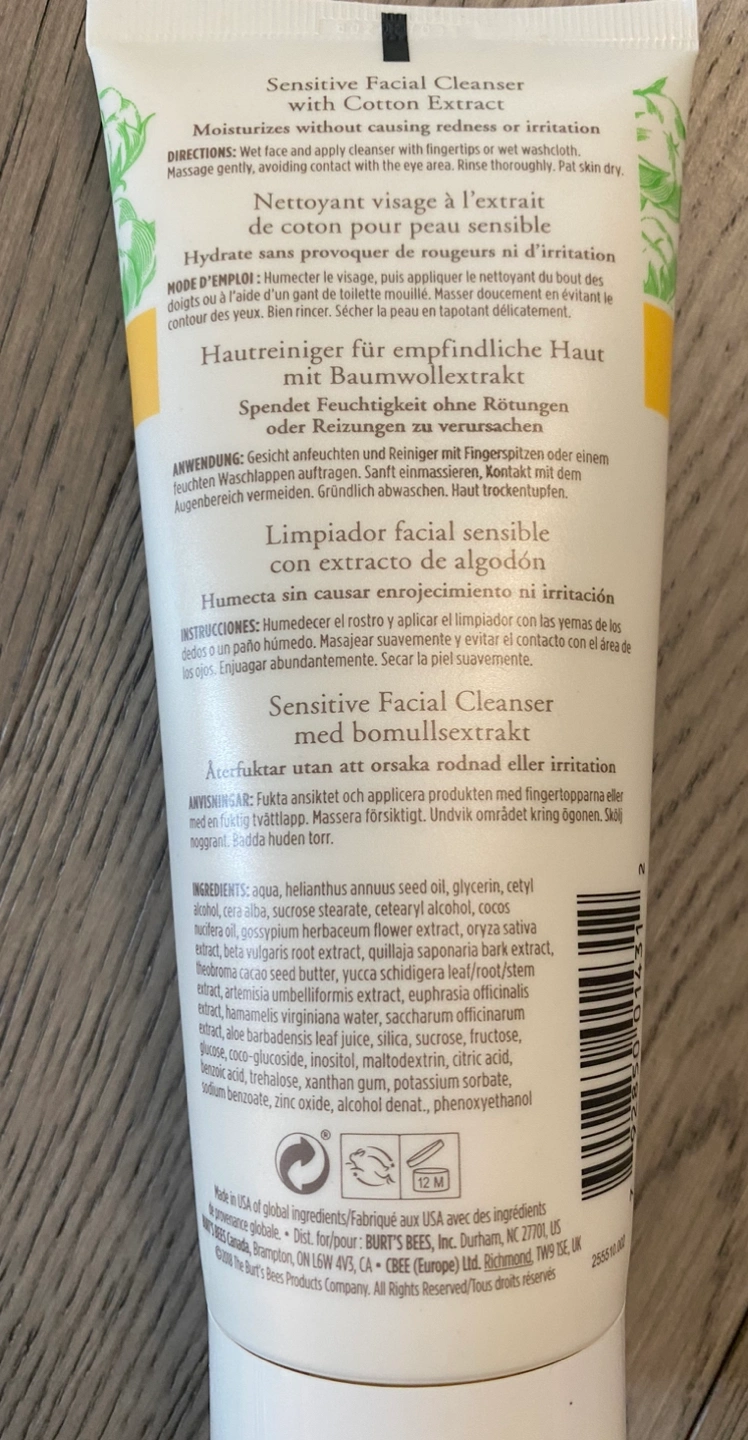 Sensitive Facial Cleanser
with Cotton Extract
Moisturizes without causing redness or irritation
DIRECTIONS: Wet face and apply cleanser with fingertips or wet washcloth.
Massage gently, avoiding contact with the eye area. Rinse thoroughly. Pat skin dry.
Nettoyant visage à l'extrait
de coton pour peau sensible
Hydrate sans provoquer de rougeurs ni d'irritation
MODE D'EMPLOI : Humecter le visage, puis appliquer le nettoyant du bout des
doigts ou à l'aide d'un gant de toilette mouillé. Masser doucement en évitant le
contour des yeux. Bien rincer. Sécher la peau en tapotant délicatement.
Hautreiniger für empfindliche Haut
mit Baumwollextrakt
Spendet Feuchtigkeit ohne Rötungen
oder Reizungen zu verursachen
ANWENDUNG: Gesicht anfeuchten und Reiniger mit Fingerspitzen oder einem
feuchten Waschlappen auftragen. Sanft einmassieren, Kontakt mit dem
Augenbereich vermeiden. Gründlich abwaschen. Haut trockentupfen.
Limpiador facial sensible
con extracto de algodón
Humecta sin causar enrojecimiento ni irritación
INSTRUCCIONES: Humedecer el rostro y aplicar el limpiador con las yemas de los
dedos o un paño húmedo. Masajear suavemente y evitar el contacto con el área de
los ojos. Enjuagar abundantemente. Secar la piel suavemente.
Sensitive Facial Cleanser
med bomullsextrakt
Återfuktar utan att orsaka rodnad eller irritation
ANVISNINGAR: Fukta ansiktet och applicera produkten med fingertopparna eller
med en fuktig tvättlapp. Massera försiktigt. Undvik området kring ögonen. Skölj
noggrant. Badda huden torr.
INGREDIENTS: aqua, helianthus annuus seed oil, glycerin, cetyl
alcohol, cera alba, sucrose stearate, cetearyl alcohol, cocos
nucifera oil, gossypium herbaceum flower extract, oryza sativa
extract, beta vulgaris root extract, quillaja saponaria bark extract,
theobroma cacao seed butter, yucca schidigera leaf/root/stem
extract, artemisia umbelliformis extract, euphrasia officinalis
extract, hamamelis virginiana water, saccharum officinarum
extract, aloe barbadensis leaf juice, silica, sucrose, fructose,
glucose, coco-glucoside, inositol, maltodextrin, citric acid,
benzoic acid, trehalose, xanthan gum, potassium sorbate,
sodium benzoate, zinc oxide, alcohol denat., phenoxyethanol
7 92850 01431 2
®
12 M
Made in USA of global ingredients/Fabriqué aux USA avec des ingrédients
de provenance globale. • Dist. for/pour : BURT'S BEES, Inc. Durham, NC 27701, US
BURT'S BEES Canada, Brampton, ON L6W 4V3, CA • CBEE (Europe) Ltd. Richmond, TW9 1SE, UK
©2018 The Burt's Bees Products Company. All Rights Reserved/Tous droits réservés
255510.002